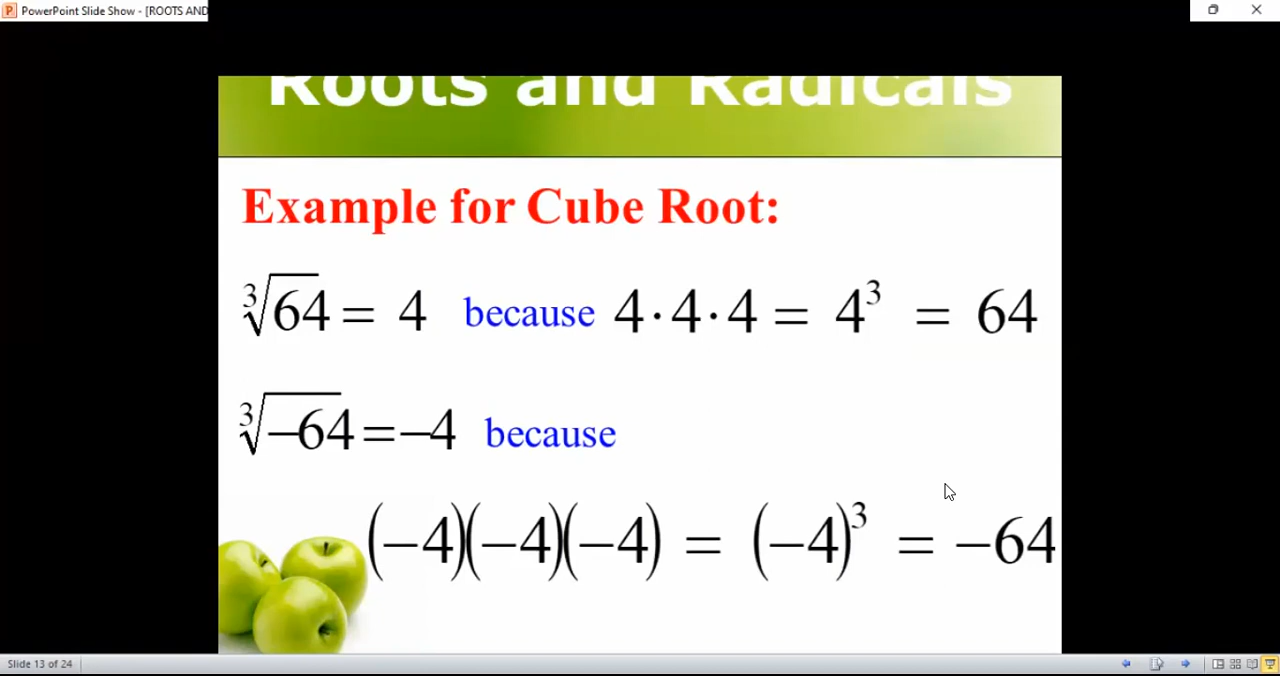 PowerPoint Slide Show - [ROOTS AND
Roots and Radicals
Example for Cube Root:
∛64 = 4 because 4·4·4 = 4³ = 64
∛−64 = −4 because
(−4)(−4)(−4) = (−4)³ = −64
Slide 13 of 24